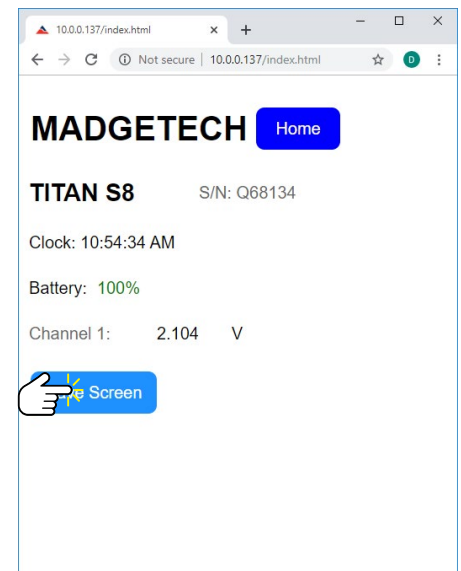 10.0.0.137/index.html
Not secure | 10.0.0.137/index.html D
MADGETECH Home
TITAN S8 S/N: Q68134
Clock: 10:54:34 AM
Battery: 100%
Channel 1: 2.104 V
Screen